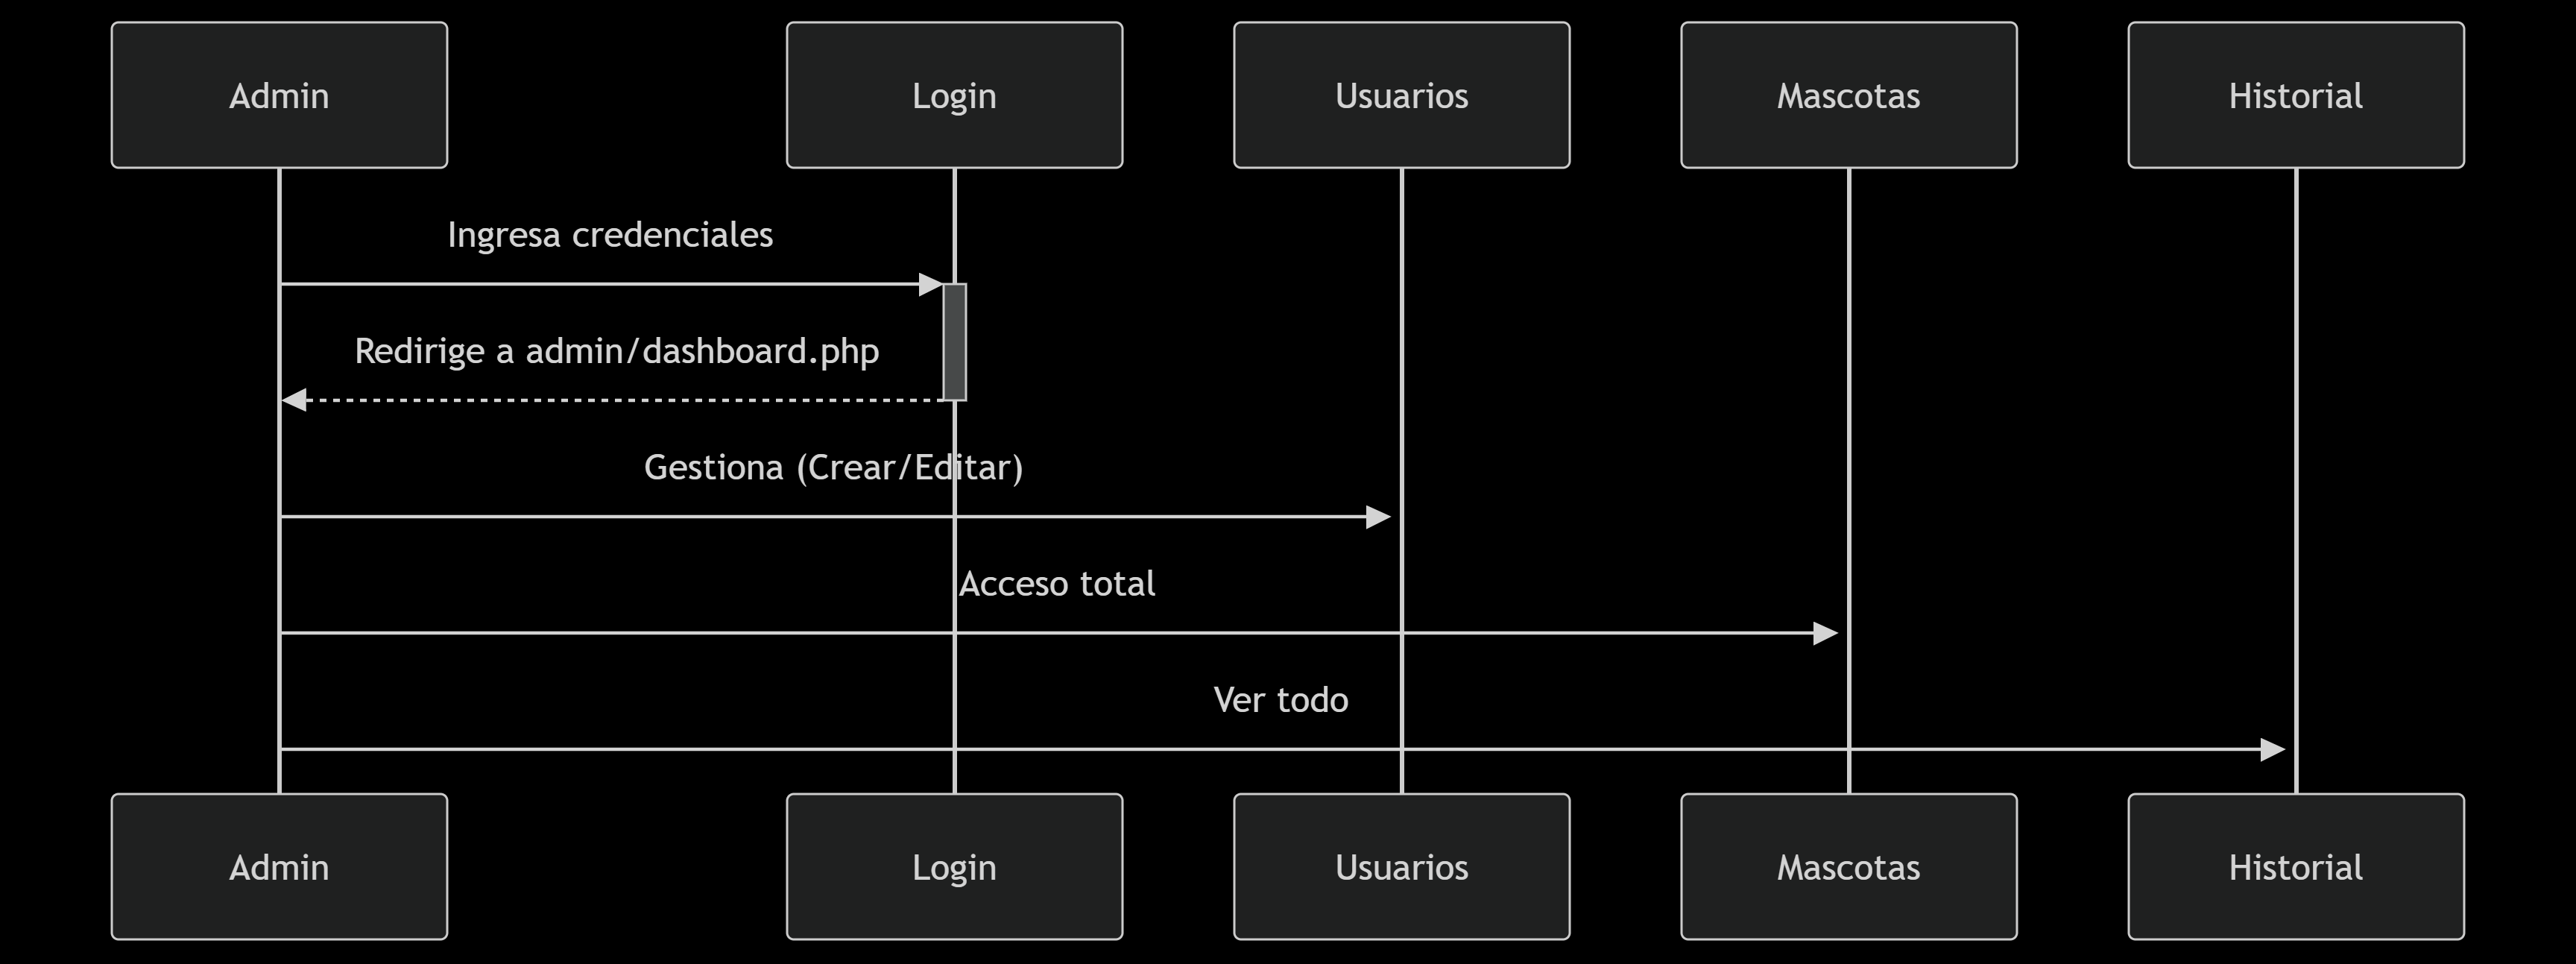 Admin
Login
Usuarios
Mascotas
Historial
Ingresa credenciales
Redirige a admin/dashboard.php
Gestiona (Crear/Editar)
Acceso total
Ver todo
Admin
Login
Usuarios
Mascotas
Historial